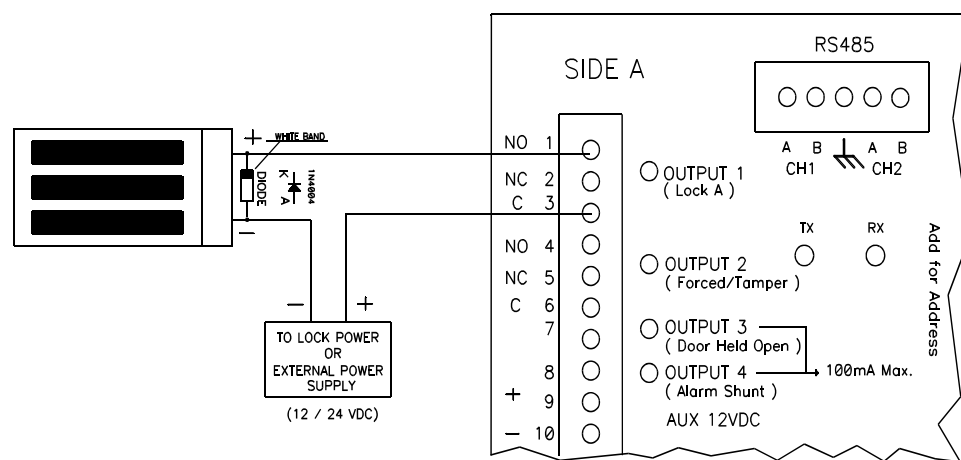 RS485
SIDE A
A B A B
CH1 CH2
+ WHITE BAND
DIODE
K
A
1N4004
−
NO 1
NC 2
C 3
NO 4
NC 5
C 6
7
8
+ 9
− 10
OUTPUT 1
( Lock A )
TX RX
OUTPUT 2
( Forced/Tamper )
OUTPUT 3
( Door Held Open )
OUTPUT 4
( Alarm Shunt )
100mA Max.
AUX 12VDC
Add for Address
− +
TO LOCK POWER
OR
EXTERNAL POWER
SUPPLY
(12 / 24 VDC)